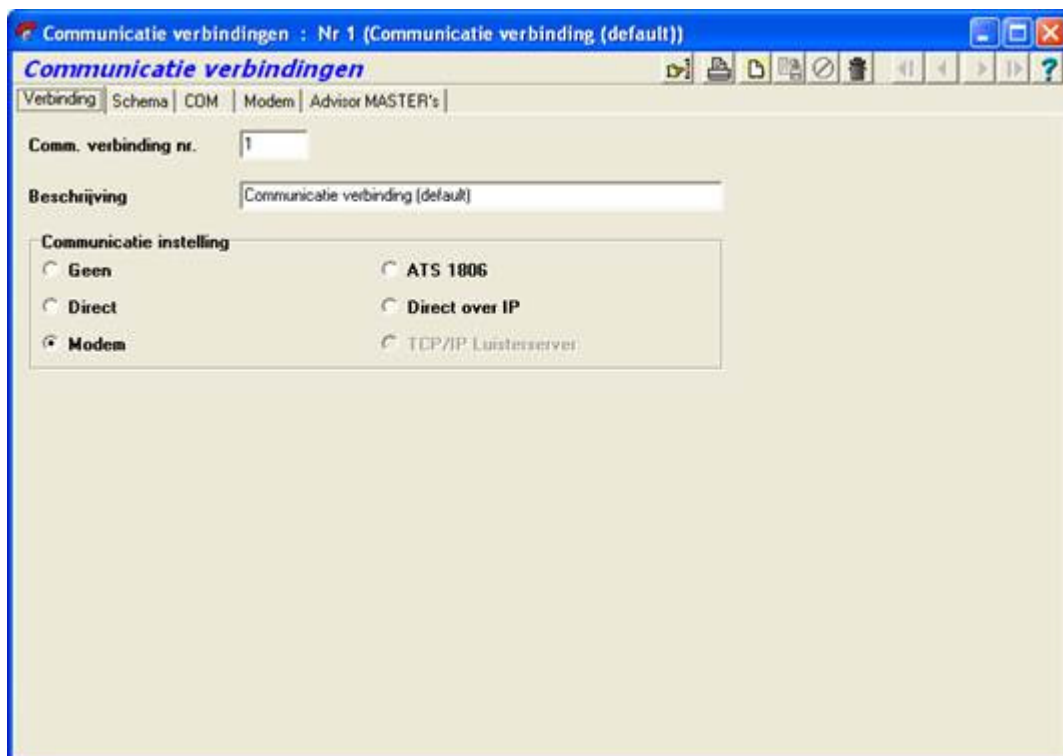 Communicatie verbindingen : Nr 1 (Communicatie verbinding (default))
Communicatie verbindingen
Verbinding Schema COM Modem Advisor MASTER's
Comm. verbinding nr. 1
Beschrijving Communicatie verbinding (default)
Communicatie instelling
Geen ATS 1806
Direct Direct over IP
Modem TCP/IP Luisterserver